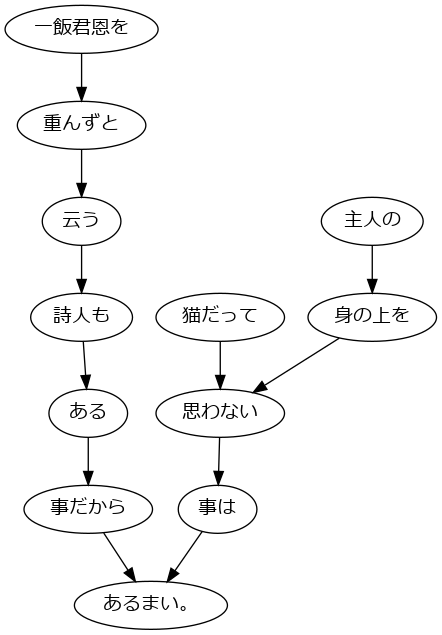 一飯君恩を
重んずと
云う
主人の
詩人も
猫だって
身の上を
ある
思わない
事だから
事は
あるまい。